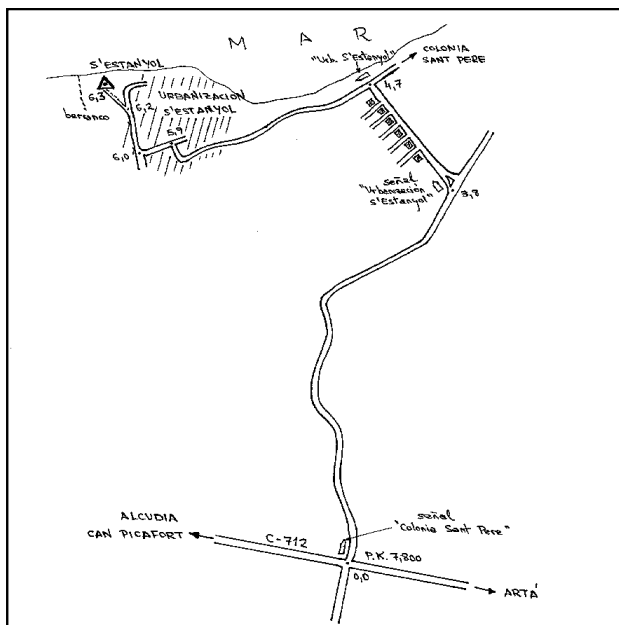 M A R
"Urb. S'Estanyol"
COLONIA
SANT PERE
S'ESTANYOL
4,7
6,3
6,2
URBANIZACION
S'ESTANYOL
barranco
5,9
6,0
señal
"Urbanización
s'Estanyol"
3,8
señal
"Colonia Sant Pere"
ALCUDIA
CAN PICAFORT
C-712
P.K. 7,800
0,0
ARTÁ